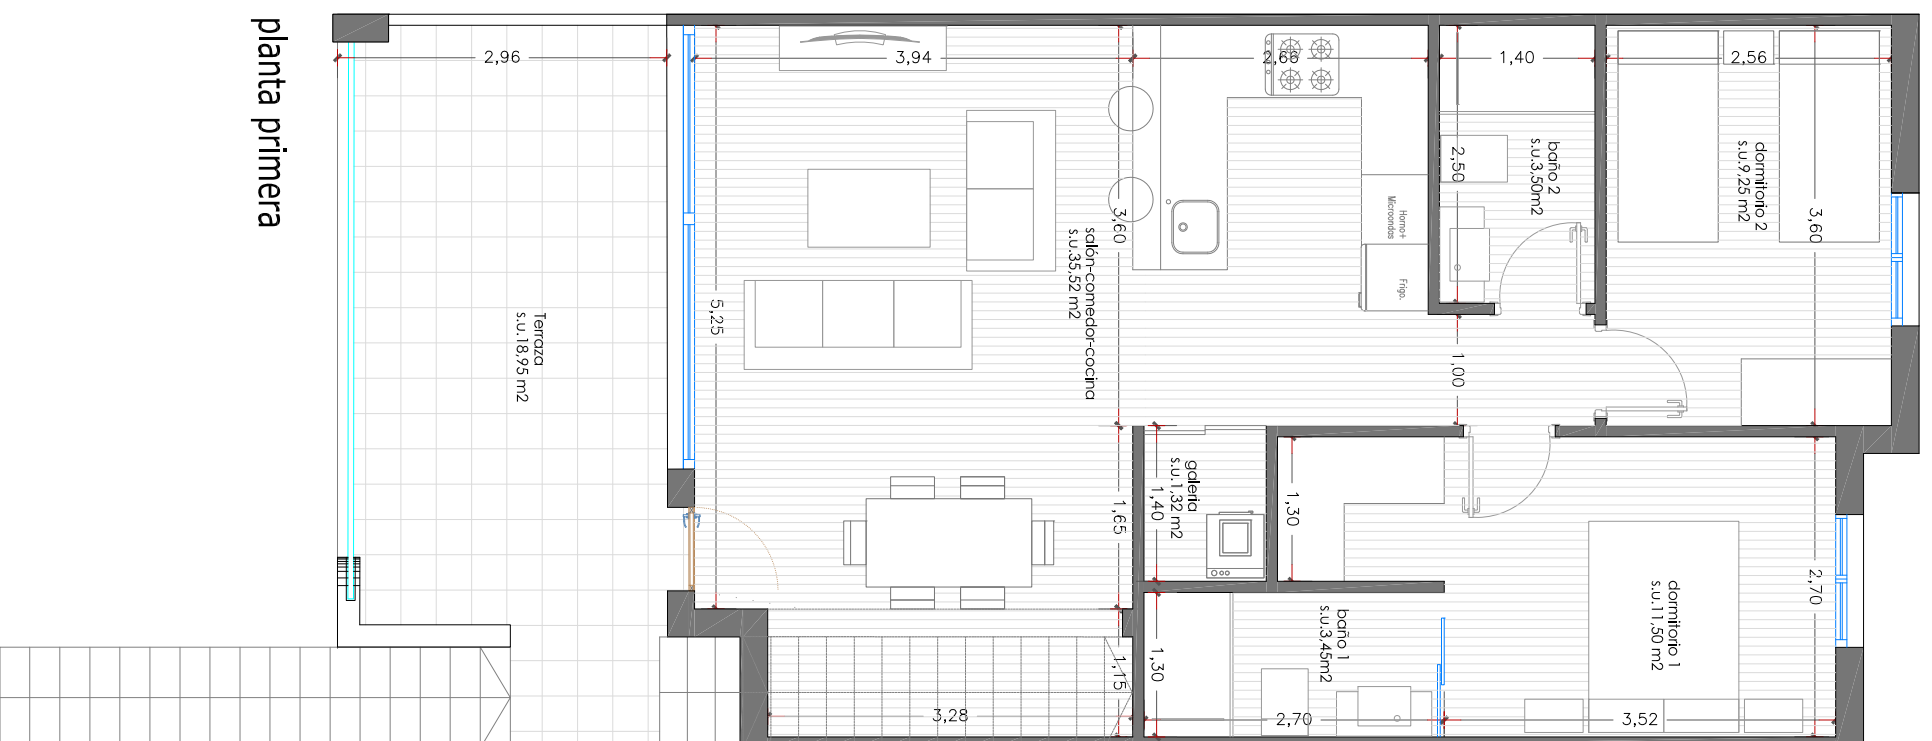 planta primera
2,96
3,94
2,66
1,40
2,56
Terraza
s.u.18,95 m2
5,25
salón-comedor-cocina
s.u.35,52 m2
3,60
1,65
1,15
3,28
Horno+
Microondas
Frigo.
baño 2
s.u.3,50m2
2,50
1,00
dormitorio 2
s.u.9,25 m2
3,60
galeria
s.u.1,32 m2
1,40
1,30
baño 1
s.u.3,45m2
1,30
2,70
dormitorio 1
s.u.11,50 m2
2,70
3,52